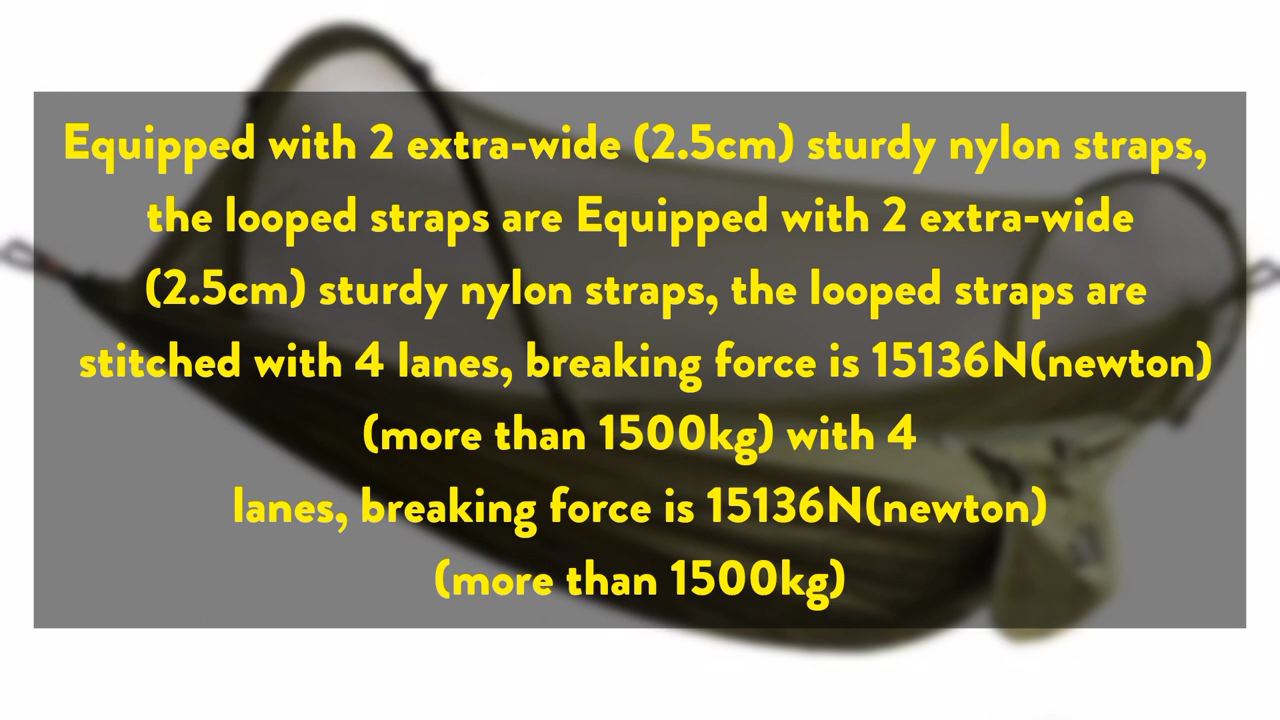 Equipped with 2 extra-wide (2.5cm) sturdy nylon straps,
the looped straps are Equipped with 2 extra-wide
(2.5cm) sturdy nylon straps, the looped straps are
stitched with 4 lanes, breaking force is 15136N(newton)
(more than 1500kg) with 4
lanes, breaking force is 15136N(newton)
(more than 1500kg)